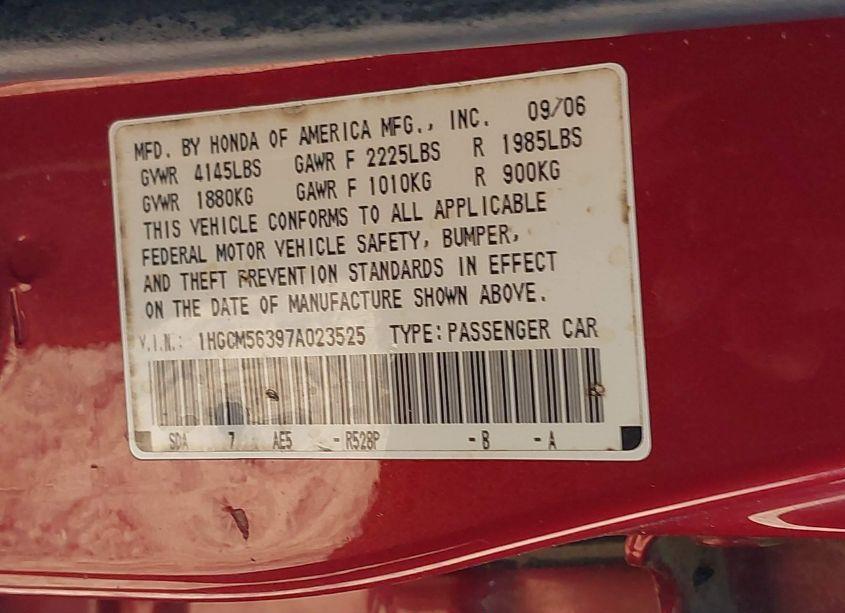 MFD. BY HONDA OF AMERICA MFG., INC. 09/06
GVWR 4145LBS GAWR F 2225LBS R 1985LBS
GVWR 1880KG GAWR F 1010KG R 900KG
THIS VEHICLE CONFORMS TO ALL APPLICABLE
FEDERAL MOTOR VEHICLE SAFETY, BUMPER,
AND THEFT PREVENTION STANDARDS IN EFFECT
ON THE DATE OF MANUFACTURE SHOWN ABOVE.
V.I.N.: 1HGCM56397A023525 TYPE:PASSENGER CAR
SDA 7 AE5 -R528P -B -A